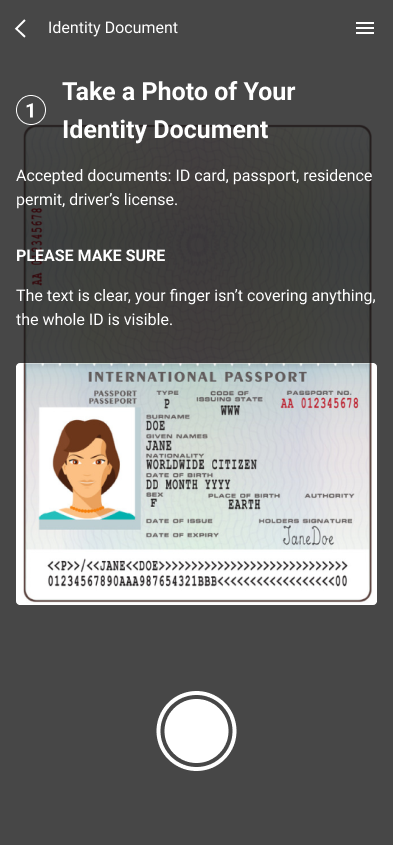 Identity Document
1
Take a Photo of Your
Identity Document
Accepted documents: ID card, passport, residence
permit, driver's license.
AA 012345678
PLEASE MAKE SURE
The text is clear, your finger isn't covering anything,
the whole ID is visible.
INTERNATIONAL PASSPORT
PASSPORT
PASSEPORT
TYPE
P
CODE OF
ISSUING STATE
WWW
PASSPORT NO.
AA 012345678
SURNAME
DOE
GIVEN NAMES
JANE
NATIONALITY
WORLDWIDE CITIZEN
DATE OF BIRTH
DD MONTH YYYY
SEX
F
PLACE OF BIRTH
EARTH
AUTHORITY
DATE OF ISSUE
HOLDERS SIGNATURE
DATE OF EXPIRY
JaneDoe
<<P>>/<<JANE<<DOE>>>>>>>>>>>>>>>>>>>>>>>>>>>>
01234567890AAA987654321BBB<<<<<<<<<<<<<<<<<<00